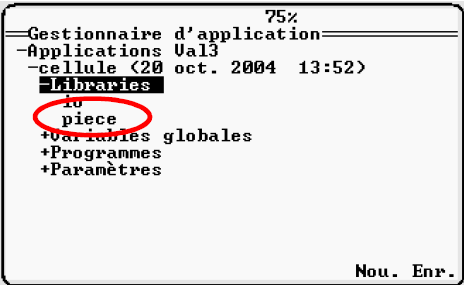 75%
Gestionnaire d'application
-Applications Val3
-cellule (20 oct. 2004 13:52)
-Libraries
io
piece
+Variables globales
+Programmes
+Paramètres
Nou. Enr.